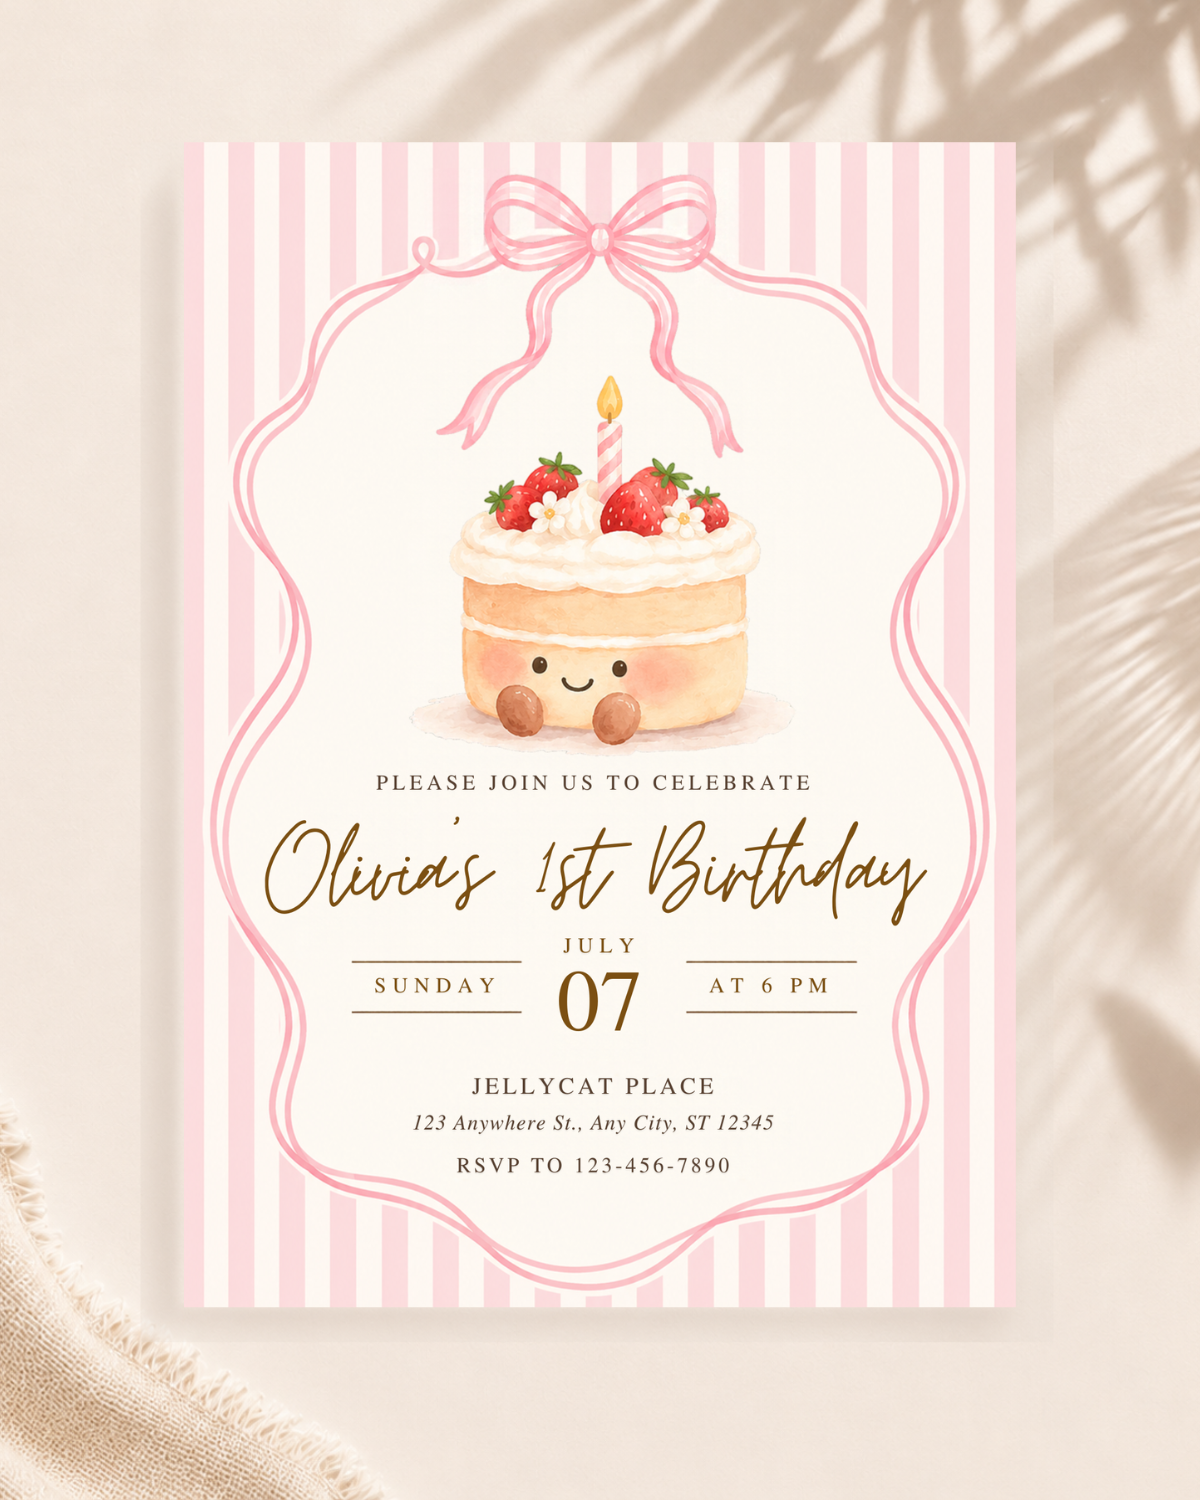 PLEASE JOIN US TO CELEBRATE
Olivia's 1st Birthday
JULY
SUNDAY 07 AT 6 PM
JELLYCAT PLACE
123 Anywhere St., Any City, ST 12345
RSVP TO 123-456-7890